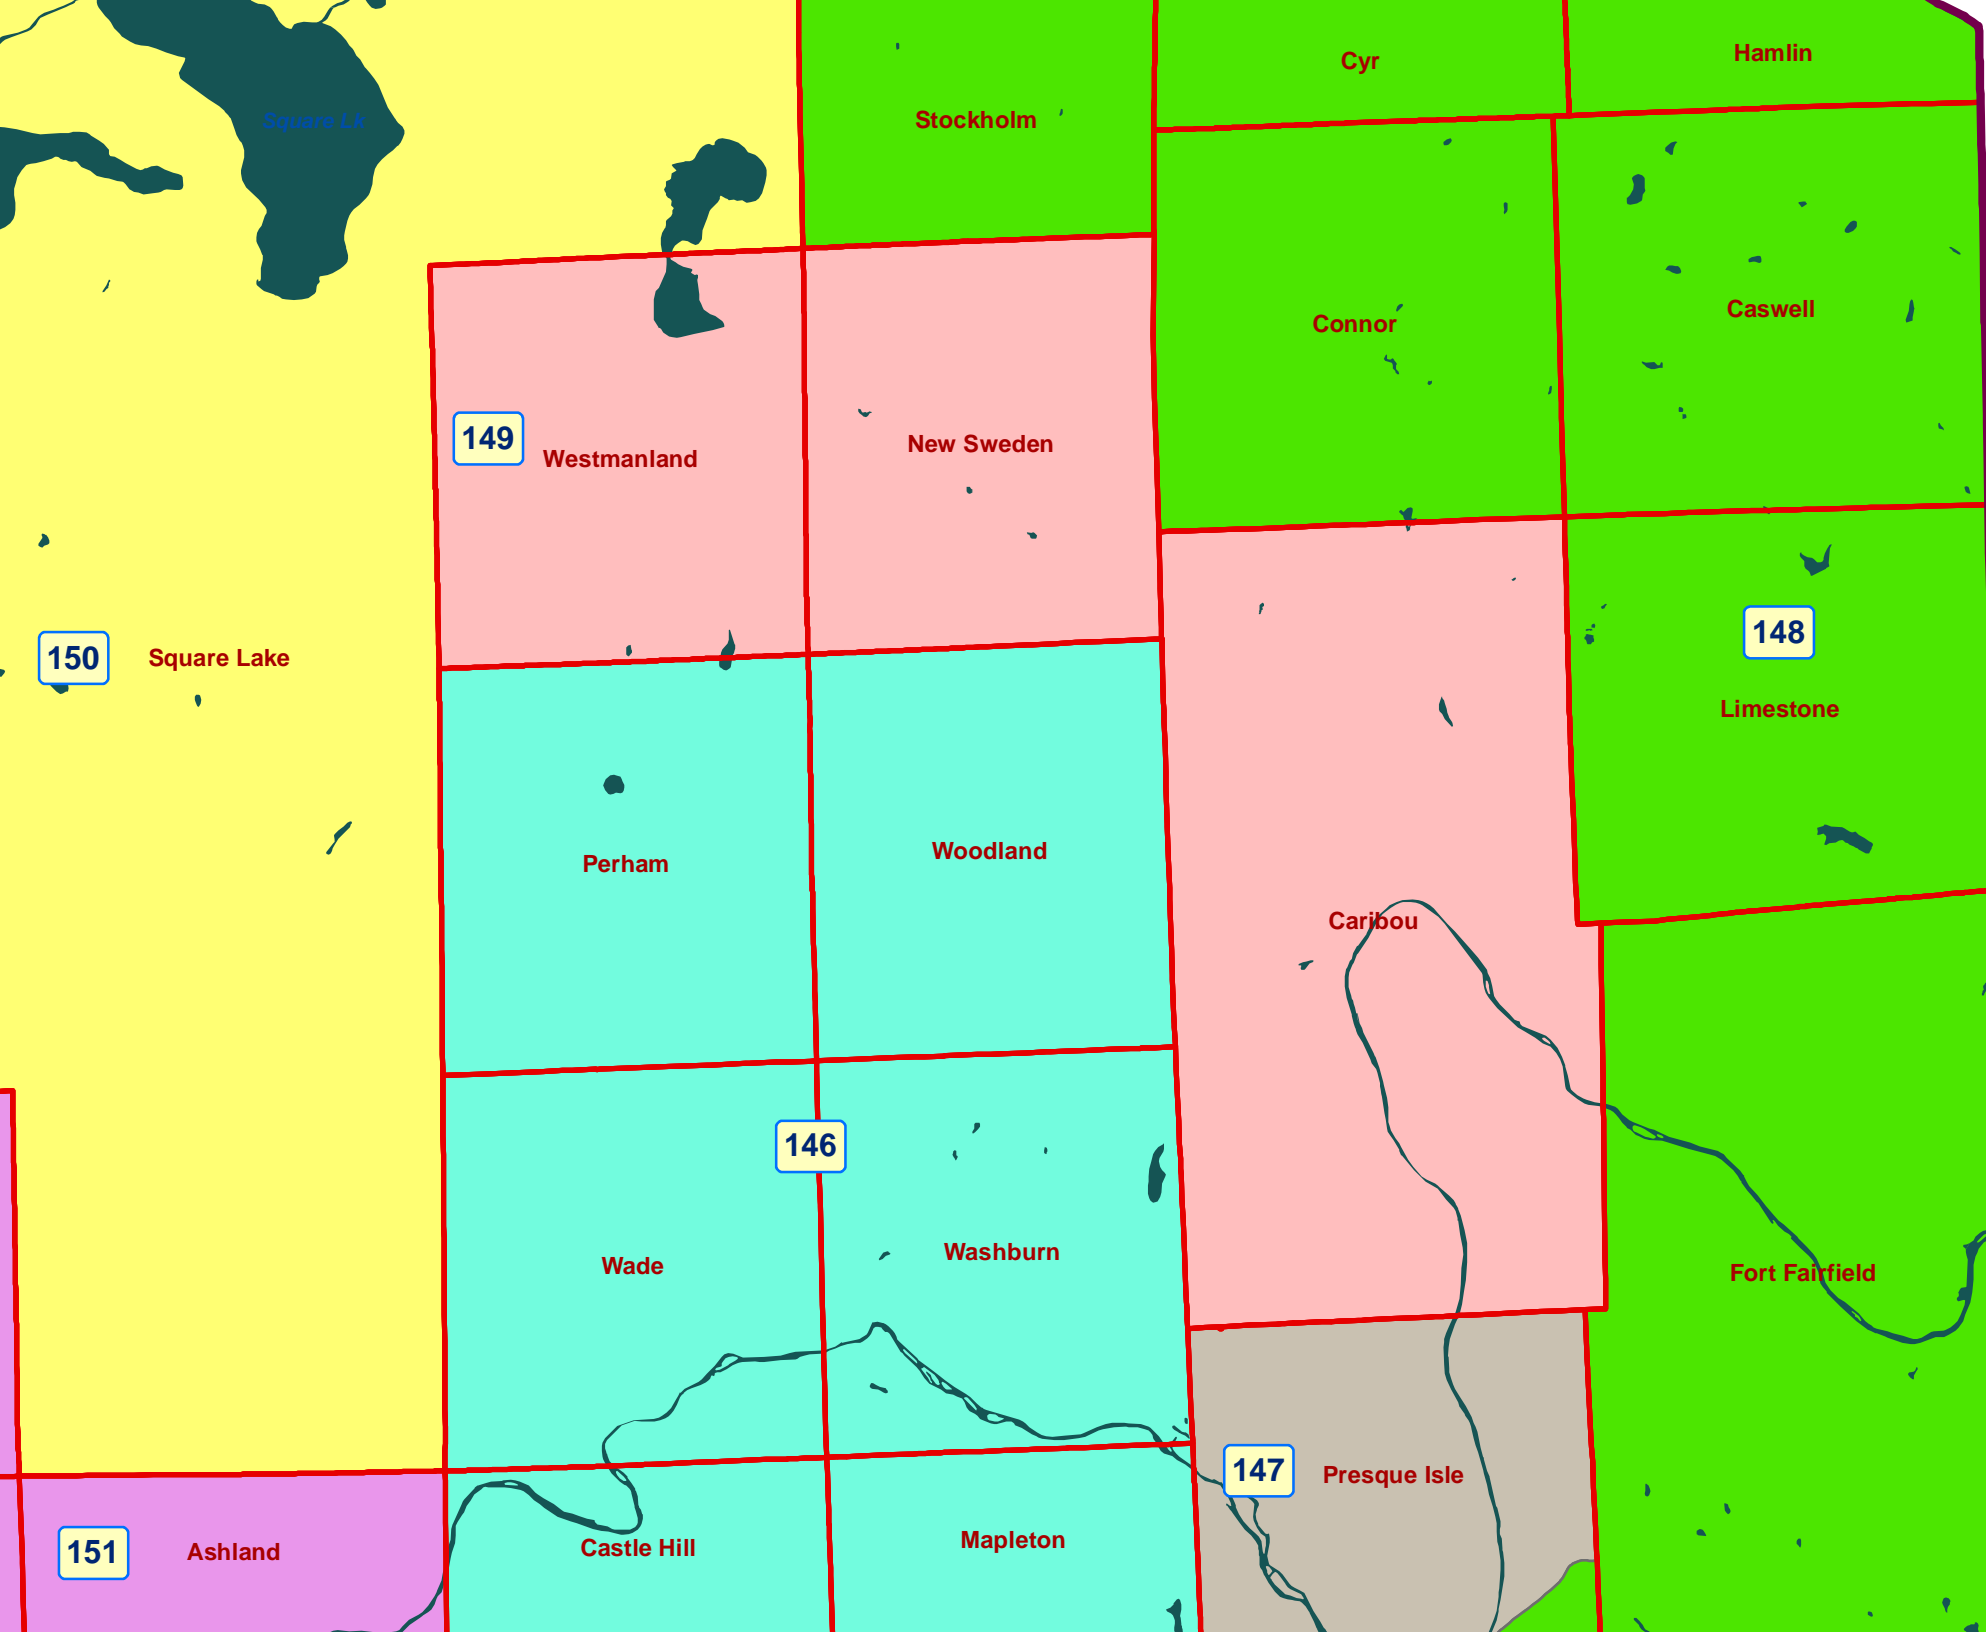 Cyr
Hamlin
Stockholm
Square Lk
Connor
Caswell
149
Westmanland
New Sweden
150
Square Lake
148
Limestone
Perham
Woodland
Caribou
146
Wade
Washburn
Fort Fairfield
147
Presque Isle
151
Ashland
Castle Hill
Mapleton